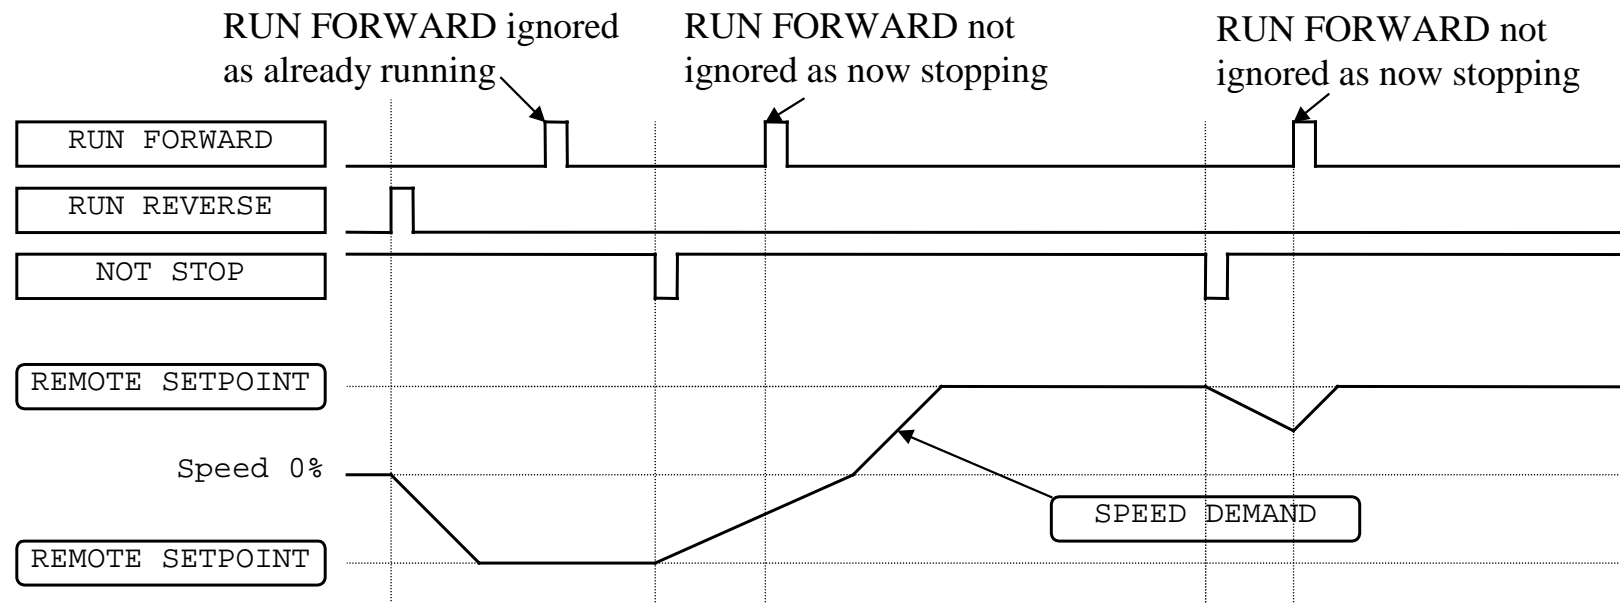 RUN FORWARD ignored
as already running
RUN FORWARD not
ignored as now stopping
RUN FORWARD not
ignored as now stopping
RUN FORWARD
RUN REVERSE
NOT STOP
REMOTE SETPOINT
Speed 0%
SPEED DEMAND
REMOTE SETPOINT